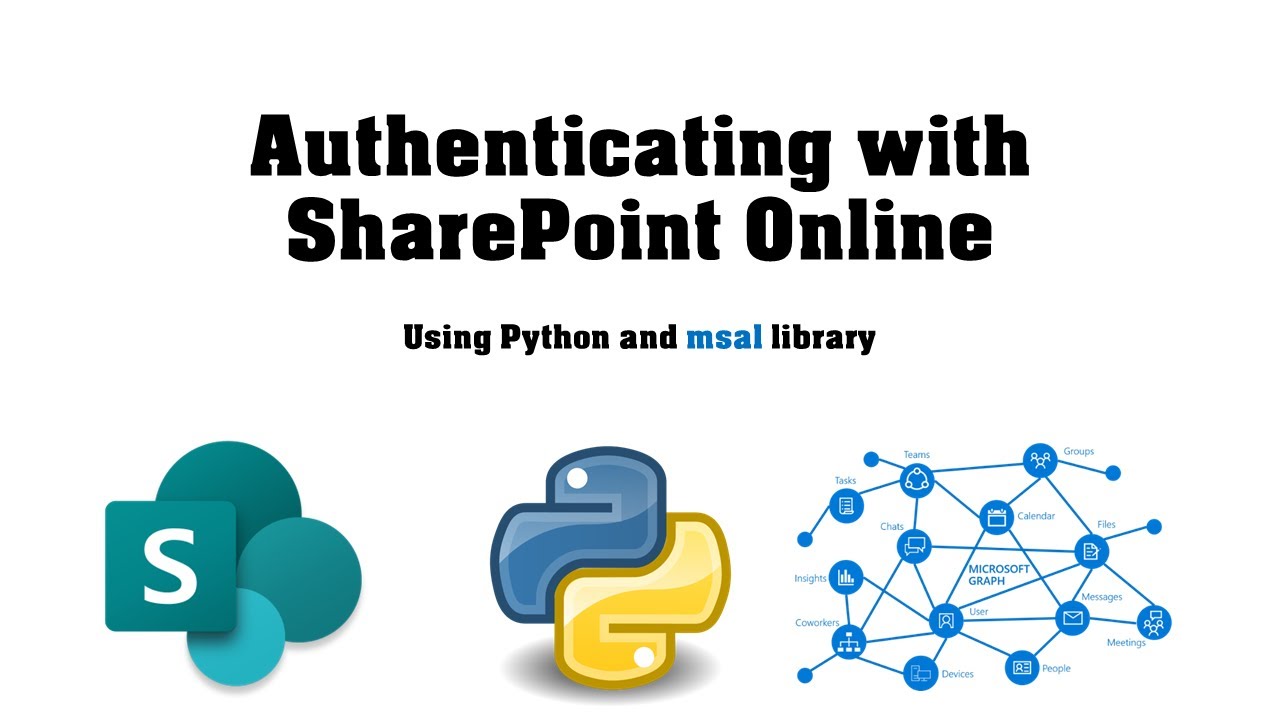 Authenticating with
SharePoint Online
Using Python and msal library
S
Teams
Groups
Tasks
Calendar
Chats
Files
MICROSOFT
GRAPH
Insights
Messages
User
Coworkers
Meetings
People
Devices